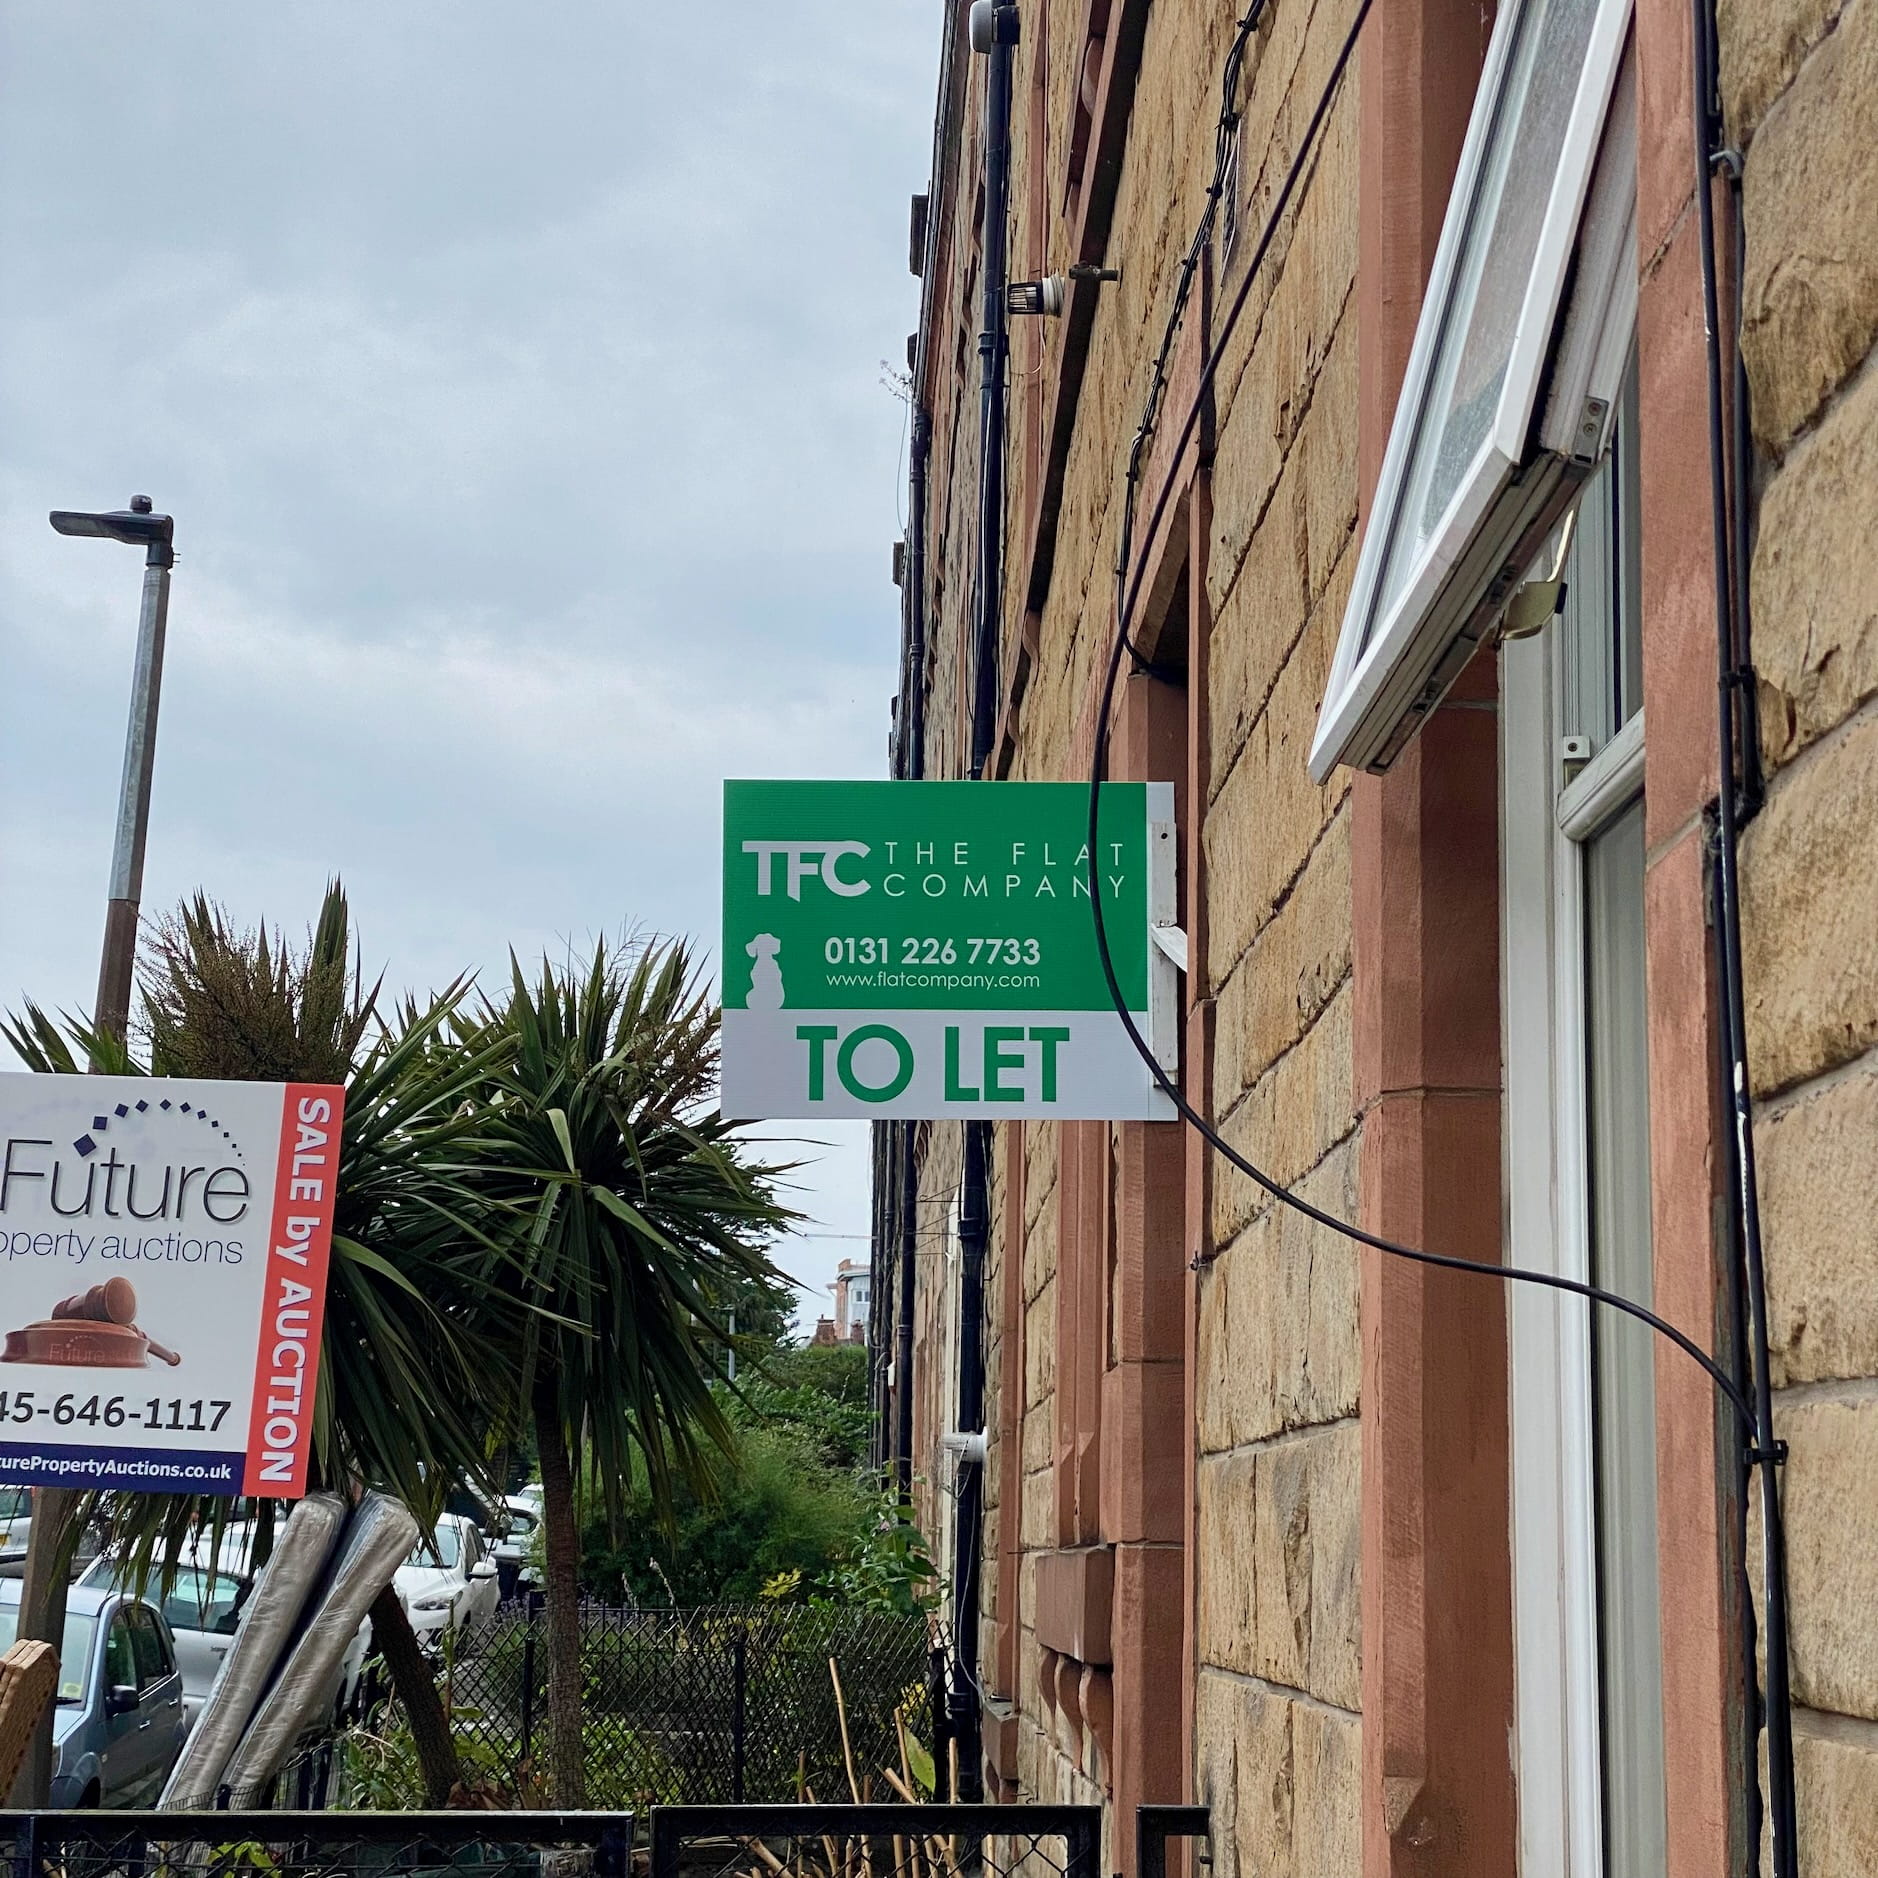 TFC THE FLAT
COMPANY
0131 226 7733
www.flatcompany.com
TO LET
Future
operty auctions
Future
45-646-1117
turePropertyAuctions.co.uk
SALE by AUCTION